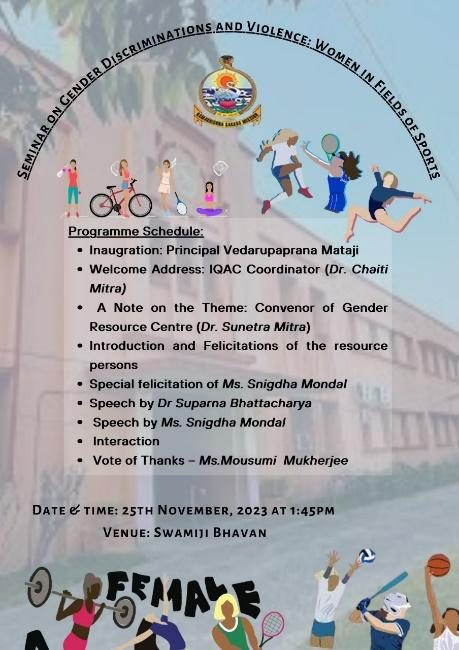 Seminar on Gender Discriminations and Violence: Women in Fields of Sports
RAMAKRISHNA SARADA MISSION
Programme Schedule:
• Inaugration: Principal Vedarupaprana Mataji
• Welcome Address: IQAC Coordinator (Dr. Chaiti
Mitra)
• A Note on the Theme: Convenor of Gender
Resource Centre (Dr. Sunetra Mitra)
• Introduction and Felicitations of the resource
persons
• Special felicitation of Ms. Snigdha Mondal
• Speech by Dr Suparna Bhattacharya
• Speech by Ms. Snigdha Mondal
• Interaction
• Vote of Thanks – Ms.Mousumi Mukherjee
Date & time: 25th November, 2023 at 1:45pm
Venue: Swamiji Bhavan
FEMALE